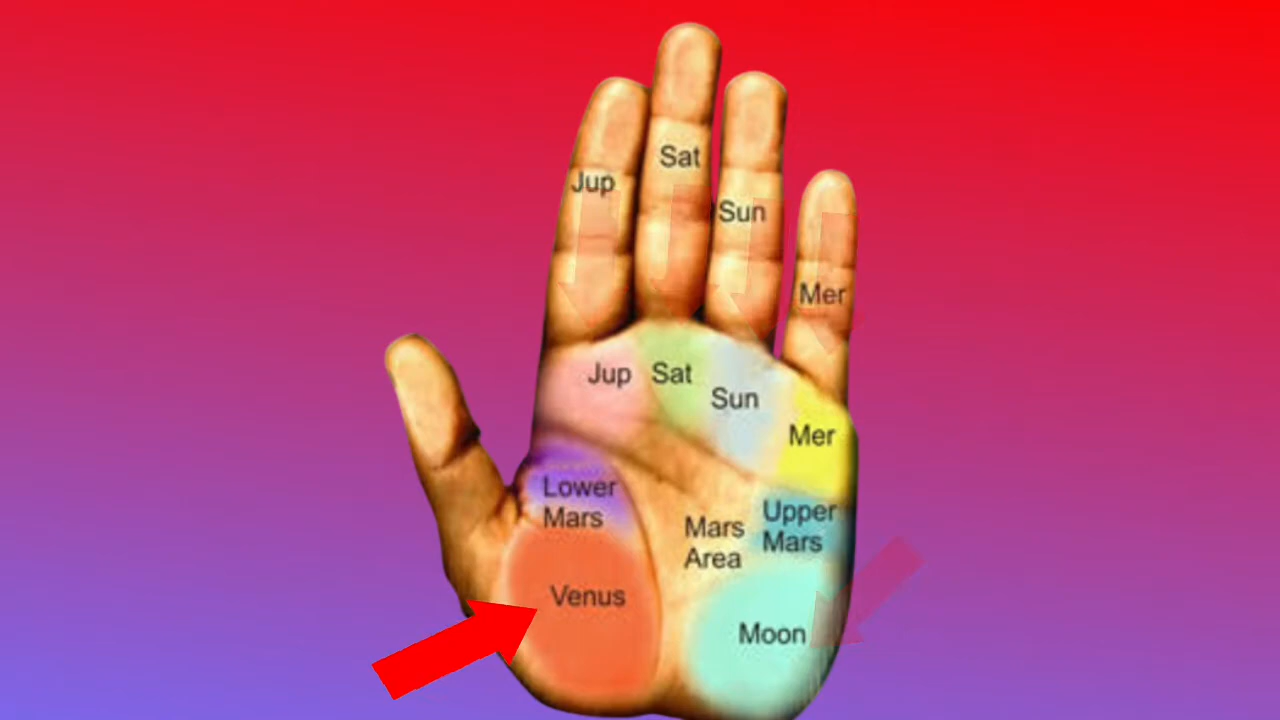 Sat
Jup
Sun
Mer
Jup
Sat
Sun
Mer
Lower
Mars
Mars
Area
Upper
Mars
Venus
Moon